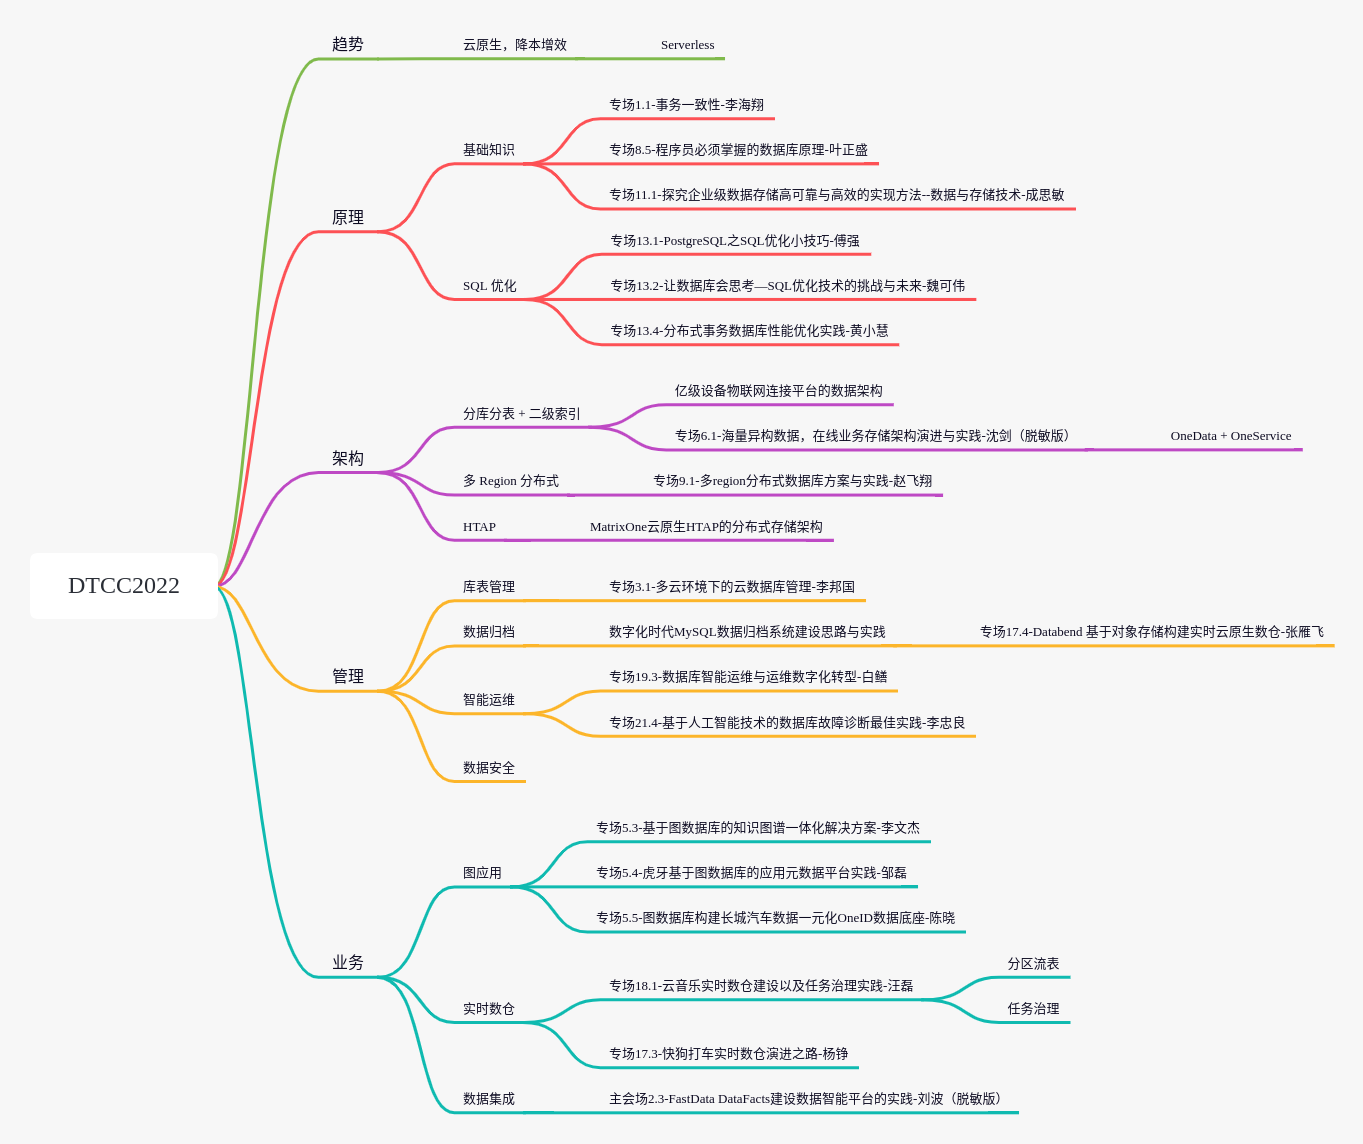 趋势
云原生，降本增效
Serverless
专场1.1-事务一致性-李海翔
基础知识
专场8.5-程序员必须掌握的数据库原理-叶正盛
专场11.1-探究企业级数据存储高可靠与高效的实现方法--数据与存储技术-成思敏
原理
专场13.1-PostgreSQL之SQL优化小技巧-傅强
SQL 优化
专场13.2-让数据库会思考—SQL优化技术的挑战与未来-魏可伟
专场13.4-分布式事务数据库性能优化实践-黄小慧
亿级设备物联网连接平台的数据架构
分库分表 + 二级索引
专场6.1-海量异构数据，在线业务存储架构演进与实践-沈剑（脱敏版）
OneData + OneService
架构
多 Region 分布式
专场9.1-多region分布式数据库方案与实践-赵飞翔
HTAP
MatrixOne云原生HTAP的分布式存储架构
DTCC2022
库表管理
专场3.1-多云环境下的云数据库管理-李邦国
数据归档
数字化时代MySQL数据归档系统建设思路与实践
专场17.4-Databend 基于对象存储构建实时云原生数仓-张雁飞
管理
专场19.3-数据库智能运维与运维数字化转型-白鳝
智能运维
专场21.4-基于人工智能技术的数据库故障诊断最佳实践-李忠良
数据安全
专场5.3-基于图数据库的知识图谱一体化解决方案-李文杰
图应用
专场5.4-虎牙基于图数据库的应用元数据平台实践-邹磊
专场5.5-图数据库构建长城汽车数据一元化OneID数据底座-陈晓
业务
分区流表
专场18.1-云音乐实时数仓建设以及任务治理实践-汪磊
实时数仓
任务治理
专场17.3-快狗打车实时数仓演进之路-杨铮
数据集成
主会场2.3-FastData DataFacts建设数据智能平台的实践-刘波（脱敏版）